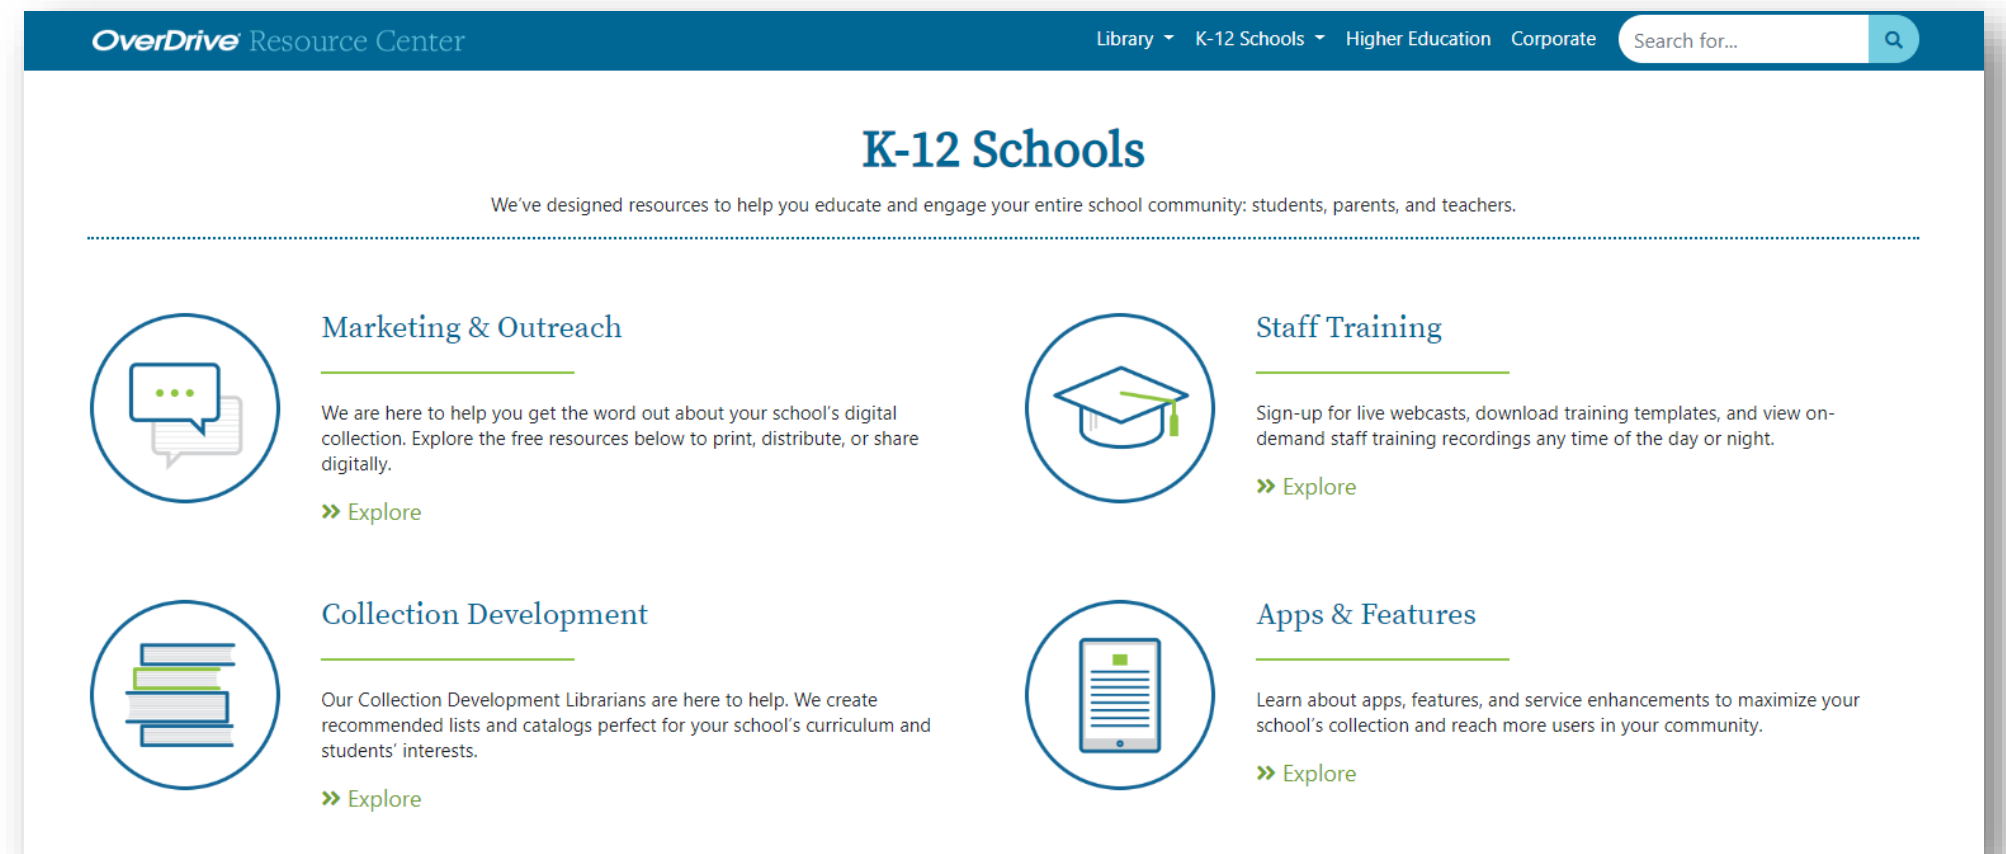 OverDrive Resource Center
Library K-12 Schools Higher Education Corporate Search for...
K-12 Schools
We've designed resources to help you educate and engage your entire school community: students, parents, and teachers.
Marketing & Outreach
We are here to help you get the word out about your school's digital
collection. Explore the free resources below to print, distribute, or share
digitally.
» Explore
Staff Training
Sign-up for live webcasts, download training templates, and view on-
demand staff training recordings any time of the day or night.
» Explore
Collection Development
Our Collection Development Librarians are here to help. We create
recommended lists and catalogs perfect for your school's curriculum and
students' interests.
» Explore
Apps & Features
Learn about apps, features, and service enhancements to maximize your
school's collection and reach more users in your community.
» Explore